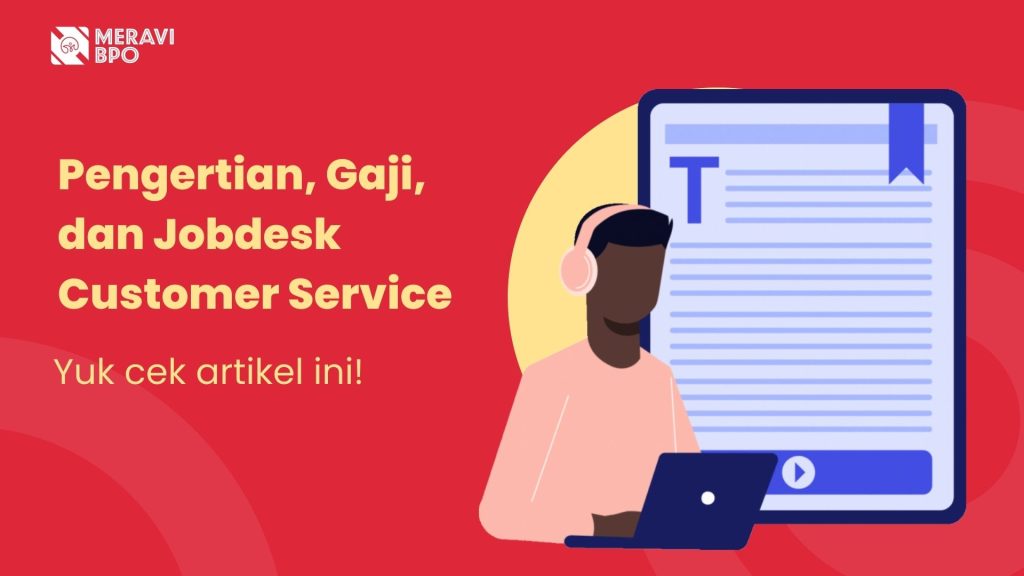 MERAVI
BPO
Pengertian, Gaji,
dan Jobdesk
Customer Service
Yuk cek artikel ini!
T